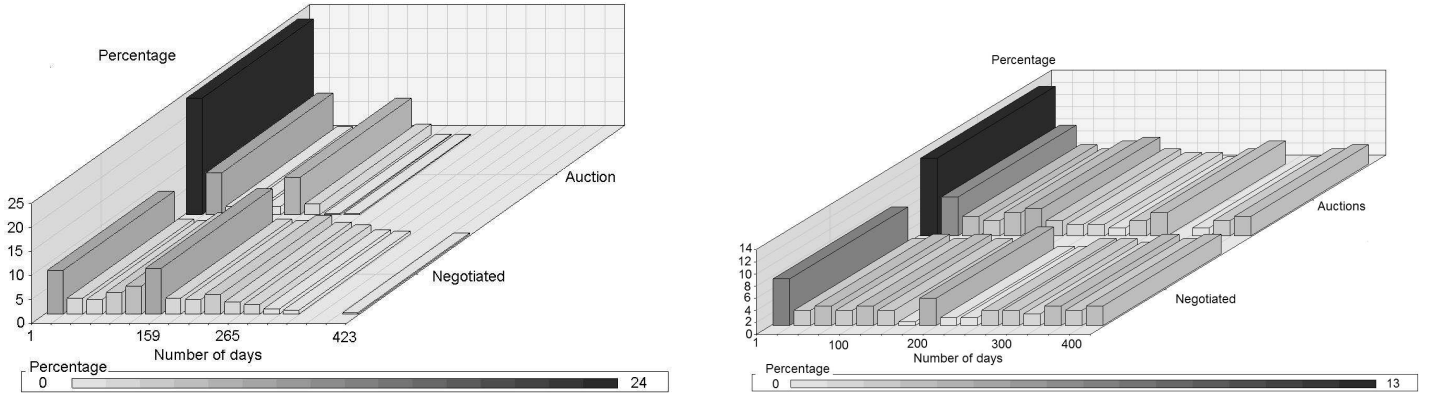 Percentage
Auction
Negotiated
25
20
15
10
5
0
1 159 265 423
Number of days
Percentage
0 24
Percentage
Auctions
Negotiated
14
12
10
8
6
4
2
0
1 100 200 300 400
Number of days
Percentage
0 13